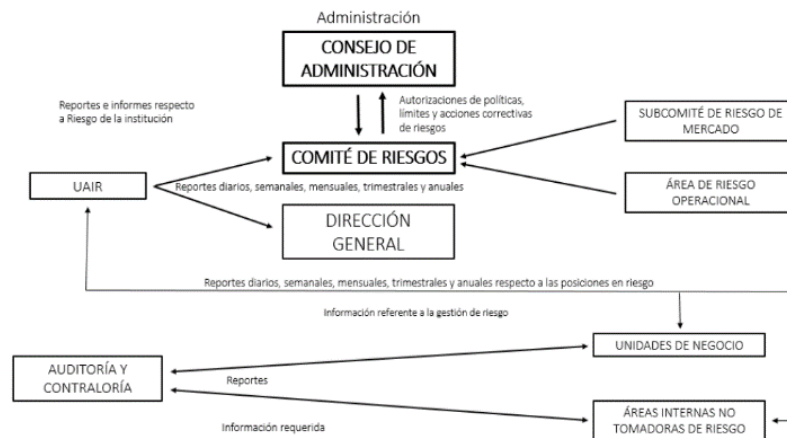 Administración
CONSEJO DE
ADMINISTRACIÓN
Reportes e informes respecto
a Riesgo de la institución
Autorizaciones de políticas,
límites y acciones correctivas
de riesgos
SUBCOMITÉ DE RIESGO DE
MERCADO
COMITÉ DE RIESGOS
UAIR
Reportes diarios, semanales, mensuales, trimestrales y anuales
ÁREA DE RIESGO
OPERACIONAL
DIRECCIÓN
GENERAL
Reportes diarios, semanales, mensuales, trimestrales y anuales respecto a las posiciones en riesgo
Información referente a la gestión de riesgo
UNIDADES DE NEGOCIO
AUDITORÍA Y
CONTRALORÍA
Reportes
ÁREAS INTERNAS NO
TOMADORAS DE RIESGO
Información requerida